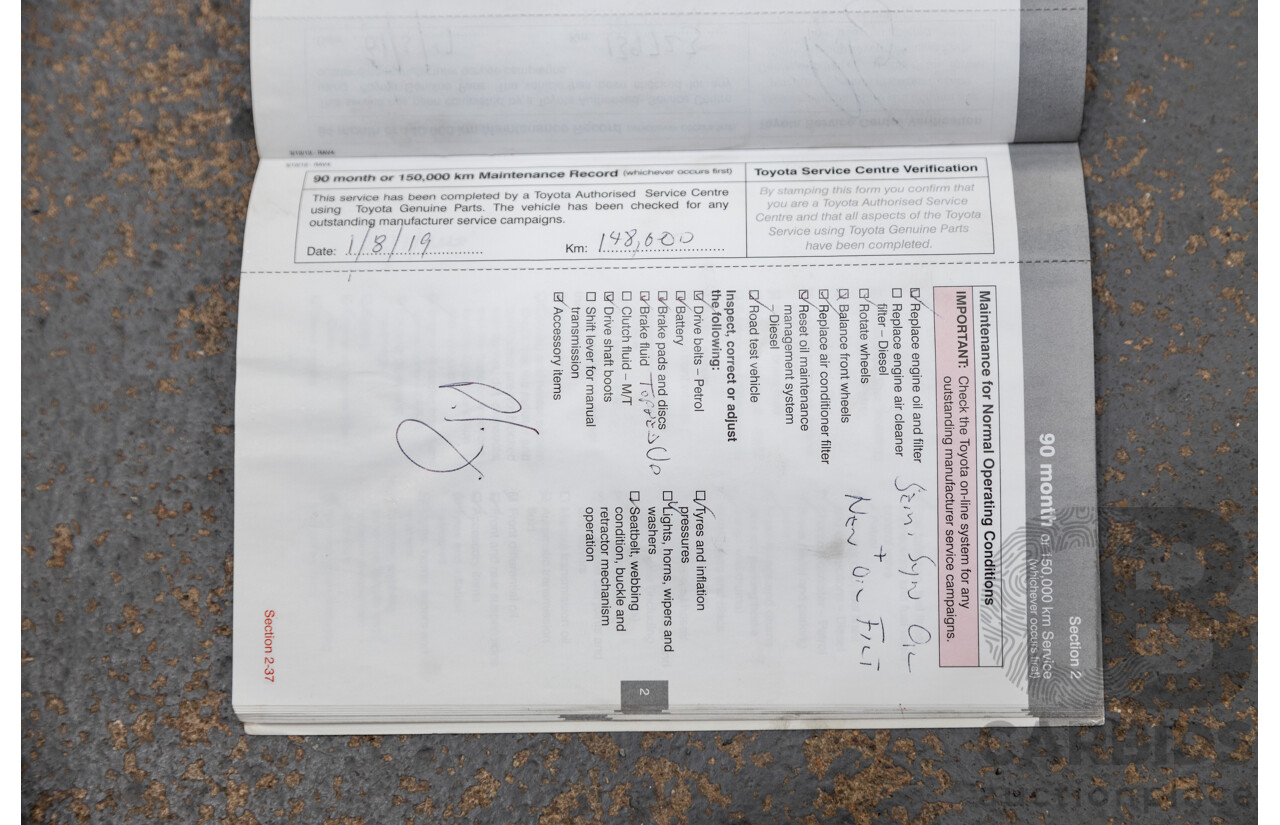 90 month or 150,000 km Maintenance Record (whichever occurs first)
This service has been completed by a Toyota Authorised Service Centre
using Toyota Genuine Parts. The vehicle has been checked for any
outstanding manufacturer service campaigns.
Date: 1/8/19
Km: 148,000
Toyota Service Centre Verification
By stamping this form you confirm that
you are a Toyota Authorised Service
Centre and that all aspects of the Toyota
Service using Toyota Genuine Parts
have been completed.
Section 2
90 month or 150,000 km Service
(whichever occurs first)
Maintenance for Normal Operating Conditions
IMPORTANT: Check the Toyota on-line system for any
outstanding manufacturer service campaigns.
Replace engine oil and filter
Replace engine air cleaner
filter – Diesel
Rotate wheels
Balance front wheels
Replace air conditioner filter
Reset oil maintenance
management system
– Diesel
Road test vehicle
Semi Syn Oil
New + Oil Filt
Inspect, correct or adjust
the following:
Drive belts – Petrol
Battery
Brake pads and discs
Brake fluid
Clutch fluid – M/T
Drive shaft boots
Shift lever for manual
transmission
Accessory items
Tyres and inflation
pressures
Lights, horns, wipers and
washers
Seatbelt, webbing
condition, buckle and
retractor mechanism
operation
2
Section 2-37
CARBIDS